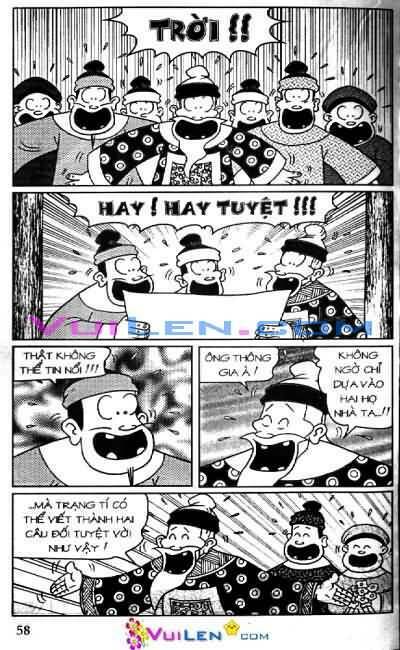 TRỜI !!
HAY ! HAY TUYỆT !!!
VuiLen.com
THẬT KHÔNG
THỂ TIN NỔI !!!
ÔNG THÔNG
GIA À !
KHÔNG
NGỜ CHỈ
DỰA VÀO
HAI HỌ
NHÀ TA...!!
...MÀ TRẠNG TÍ CÓ
THỂ VIẾT THÀNH HAI
CÂU ĐỐI TUYỆT VỜI
NHƯ VẬY !
58
VuiLen.com